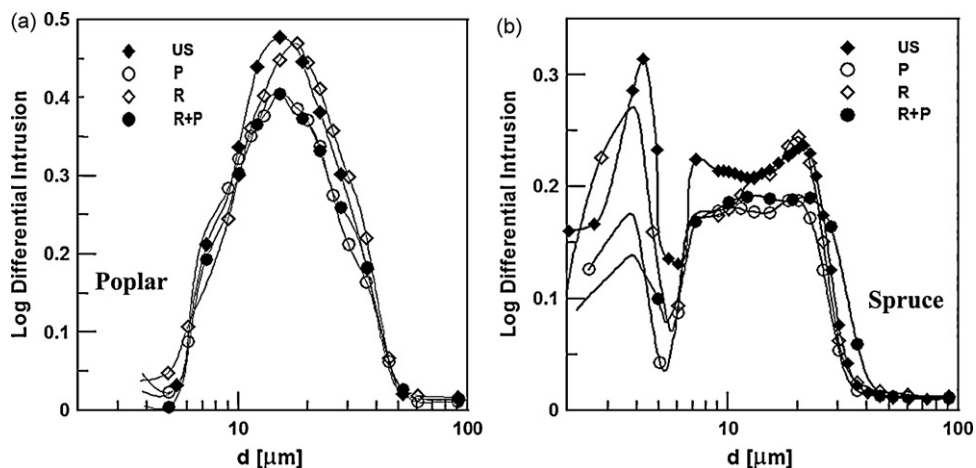 (a)
0.5
0.4
0.3
0.2
0.1
0
Log Differential Intrusion
US
P
R
R+P
Poplar
10
100
d [μm]
(b)
0.3
0.2
0.1
0
Log Differential Intrusion
US
P
R
R+P
Spruce
10
100
d [μm]